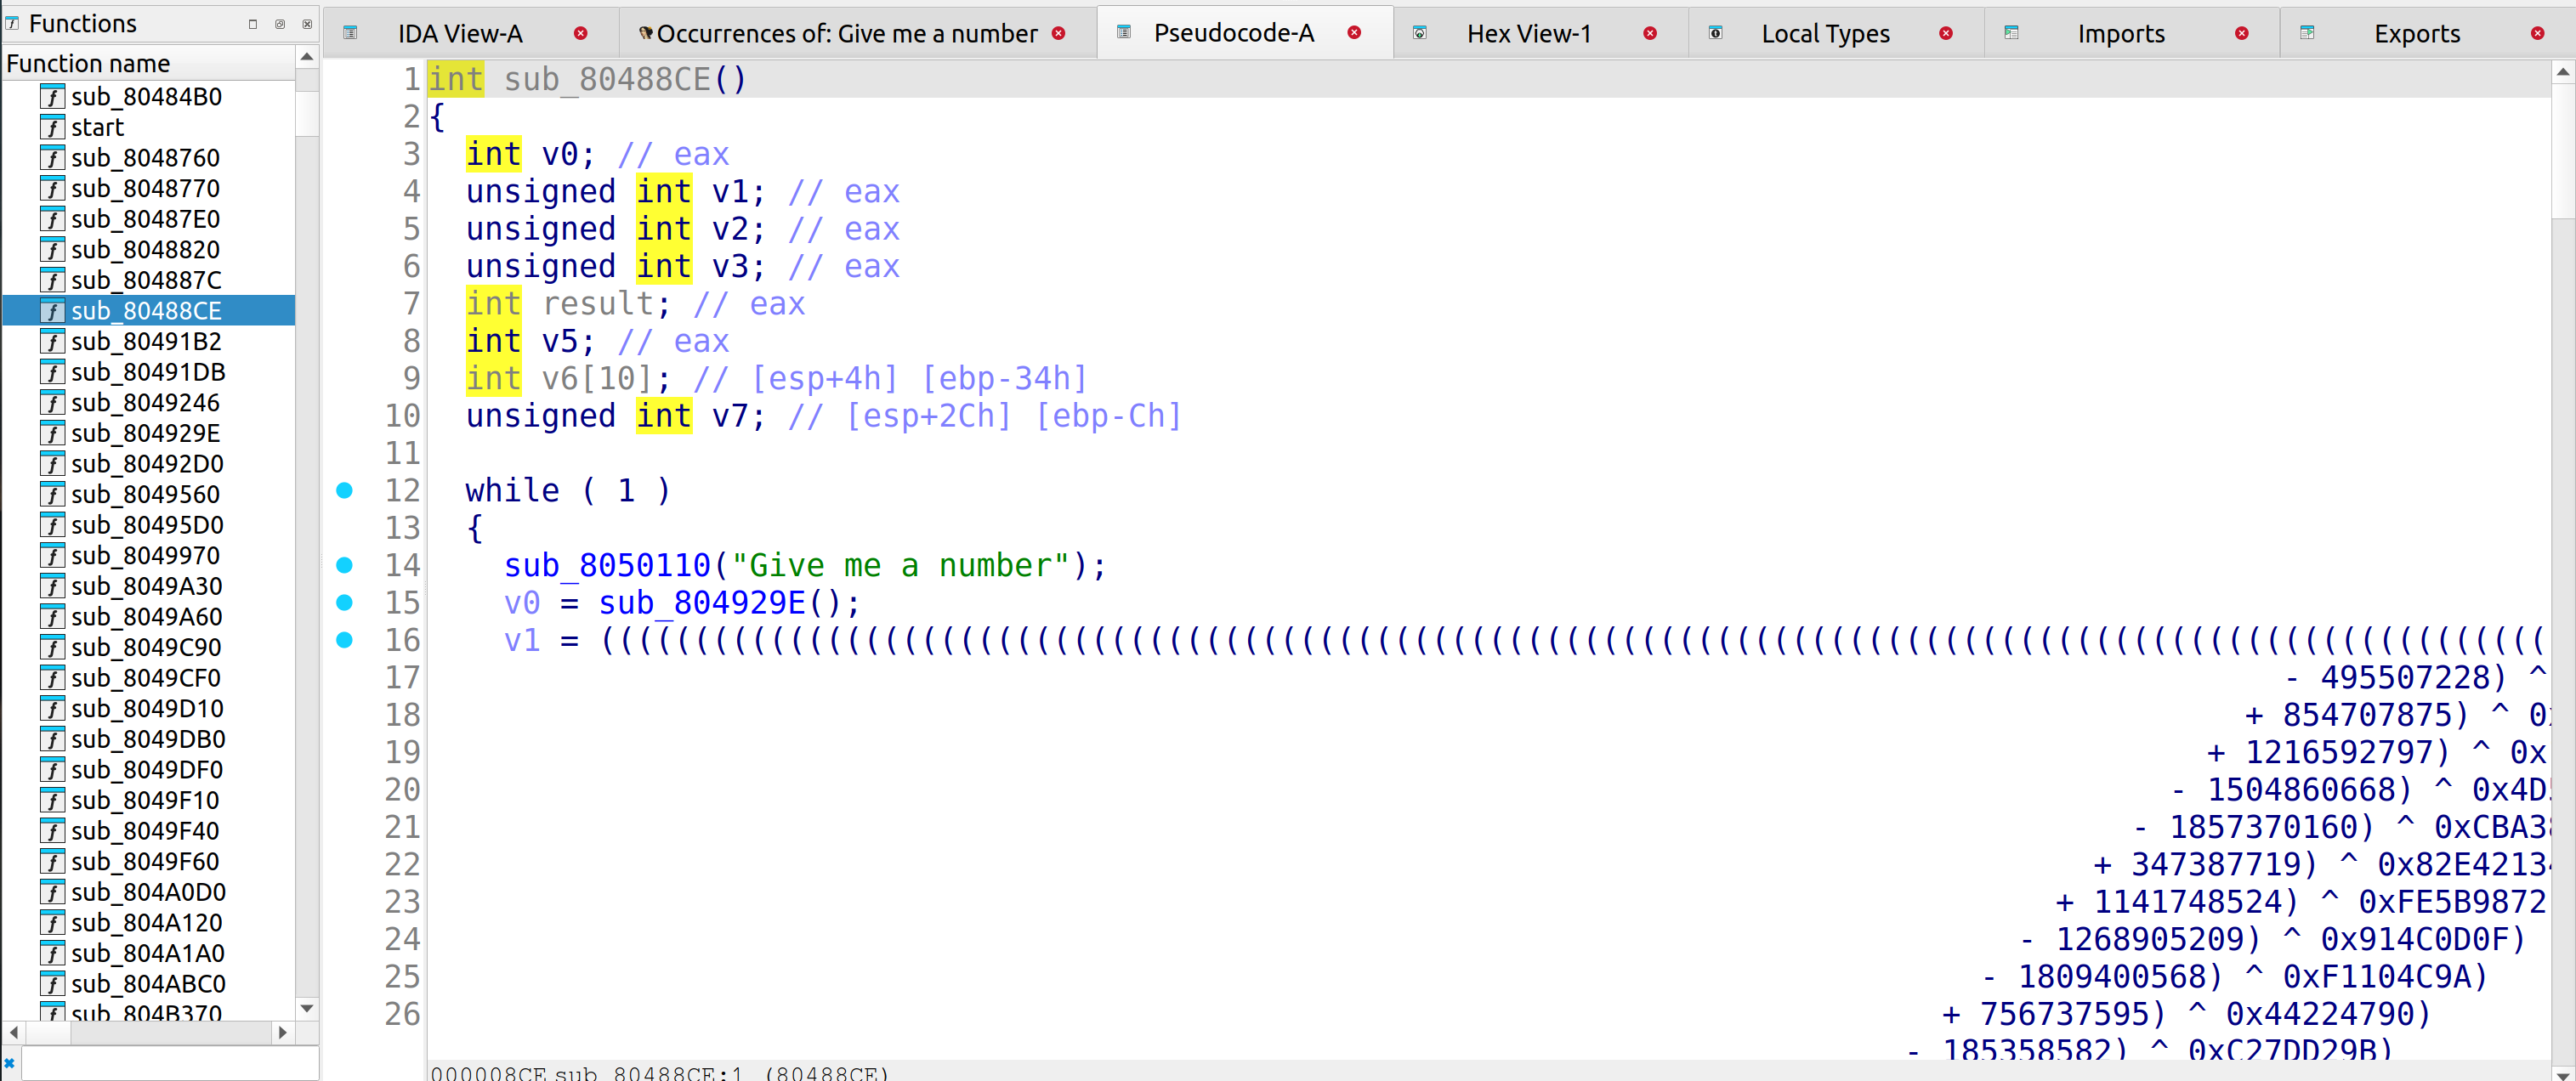 Functions
Function name
sub_80484B0
start
sub_8048760
sub_8048770
sub_80487E0
sub_8048820
sub_804887C
sub_80488CE
sub_80491B2
sub_80491DB
sub_8049246
sub_804929E
sub_80492D0
sub_8049560
sub_80495D0
sub_8049970
sub_8049A30
sub_8049A60
sub_8049C90
sub_8049CF0
sub_8049D10
sub_8049DB0
sub_8049DF0
sub_8049F10
sub_8049F40
sub_8049F60
sub_804A0D0
sub_804A120
sub_804A1A0
sub_804ABC0
sub_804B370
IDA View-A
Occurrences of: Give me a number
Pseudocode-A
Hex View-1
Local Types
Imports
Exports
1 int sub_80488CE()
2 {
3 int v0; // eax
4 unsigned int v1; // eax
5 unsigned int v2; // eax
6 unsigned int v3; // eax
7 int result; // eax
8 int v5; // eax
9 int v6[10]; // [esp+4h] [ebp-34h]
10 unsigned int v7; // [esp+2Ch] [ebp-Ch]
11
12 while ( 1 )
13 {
14 sub_8050110("Give me a number");
15 v0 = sub_804929E();
16 v1 = (((((((((((((((((((((((((((((((((((((((((((((((((((((((((((((((((((((((((((((((((((((((((((((((((((((((
17 - 495507228) ^
18 + 854707875) ^ 0
19 + 1216592797) ^ 0x
20 - 1504860668) ^ 0x4D
21 - 1857370160) ^ 0xCBA3
22 + 347387719) ^ 0x82E4213
23 + 1141748524) ^ 0xFE5B9872
24 - 1268905209) ^ 0x914C0D0F)
25 - 1809400568) ^ 0xF1104C9A)
26 + 756737595) ^ 0x44224790)
- 185358582) ^ 0xC27DD29B)
000008CE sub_80488CE:1 (80488CE)